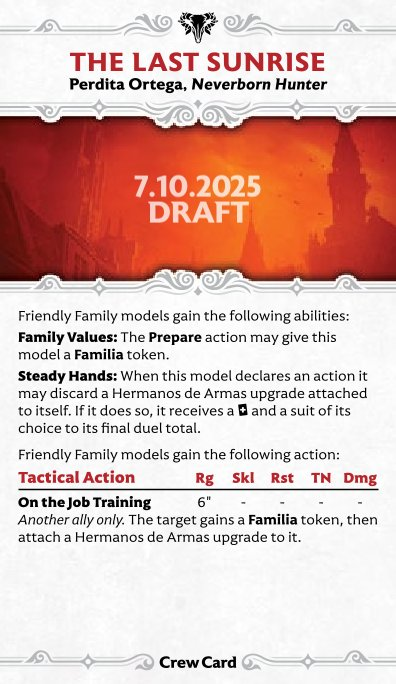 THE LAST SUNRISE
Perdita Ortega, Neverborn Hunter
7.10.2025
DRAFT
Friendly Family models gain the following abilities:
Family Values: The Prepare action may give this
model a Familia token.
Steady Hands: When this model declares an action it
may discard a Hermanos de Armas upgrade attached
to itself. If it does so, it receives a and a suit of its
choice to its final duel total.
Friendly Family models gain the following action:
Tactical Action Rg Skl Rst TN Dmg
On the Job Training 6" - - - -
Another ally only. The target gains a Familia token, then
attach a Hermanos de Armas upgrade to it.
Crew Card